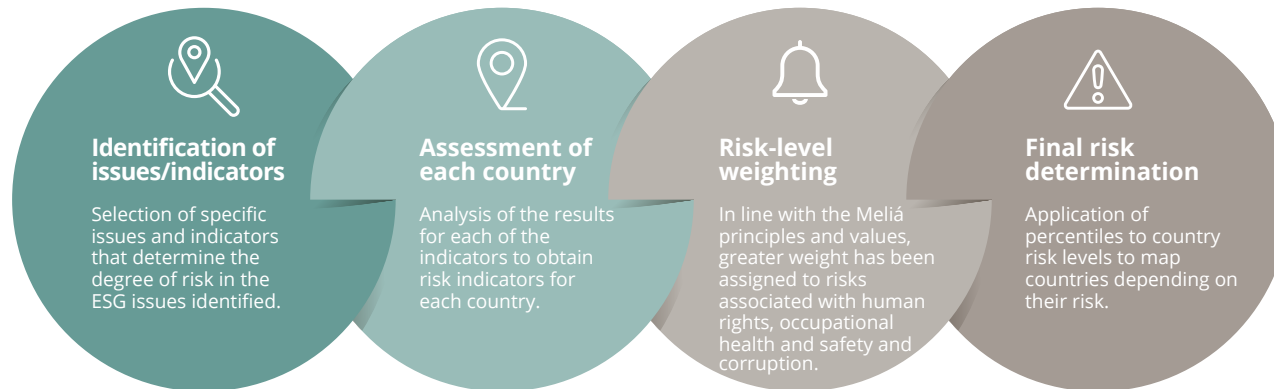 Identification of
issues/indicators
Selection of specific
issues and indicators
that determine the
degree of risk in the
ESG issues identified.
Assessment of
each country
Analysis of the results
for each of the
indicators to obtain
risk indicators for
each country.
Risk-level
weighting
In line with the Meliá
principles and values,
greater weight has been
assigned to risks
associated with human
rights, occupational
health and safety and
corruption.
Final risk
determination
Application of
percentiles to country
risk levels to map
countries depending on
their risk.